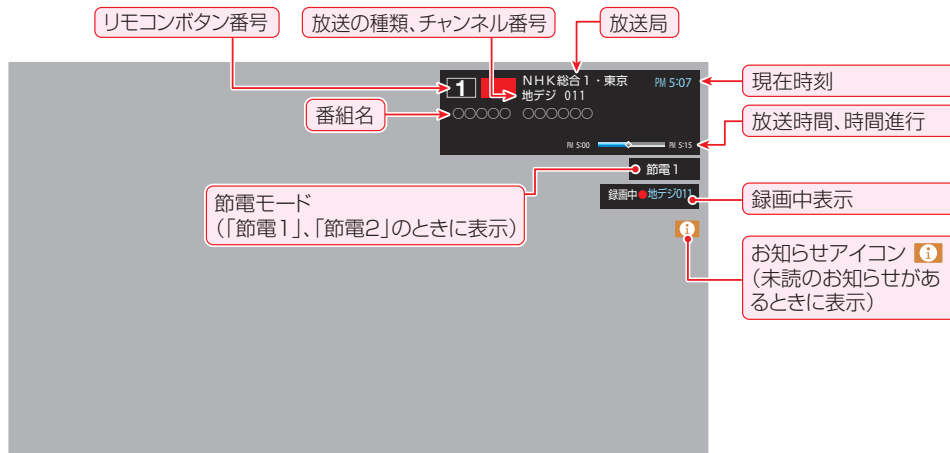 リモコンボタン番号
放送の種類、チャンネル番号
放送局
1
NHK総合1・東京
PM 5:07
地デジ 011
○○○○○ ○○○○○○
PM 5:00
PM 5:15
現在時刻
番組名
放送時間、時間進行
節電1
録画中●地デジ011
節電モード
(「節電1」、「節電2」のときに表示)
録画中表示
i
お知らせアイコン i
(未読のお知らせがあ
るときに表示)